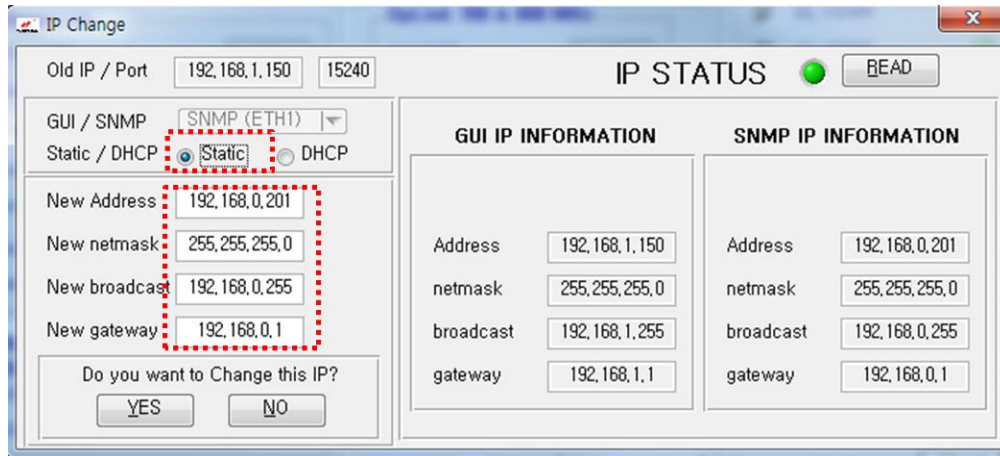 IP Change
Old IP / Port 192,168,1,150 15240
IP STATUS READ
GUI / SNMP SNMP (ETH1)
Static / DHCP Static DHCP
New Address 192,168,0,201
New netmask 255,255,255,0
New broadcast 192,168,0,255
New gateway 192,168,0,1
Do you want to Change this IP?
YES NO
GUI IP INFORMATION
Address 192,168,1,150
netmask 255,255,255,0
broadcast 192,168,1,255
gateway 192,168,1,1
SNMP IP INFORMATION
Address 192,168,0,201
netmask 255,255,255,0
broadcast 192,168,0,255
gateway 192,168,0,1